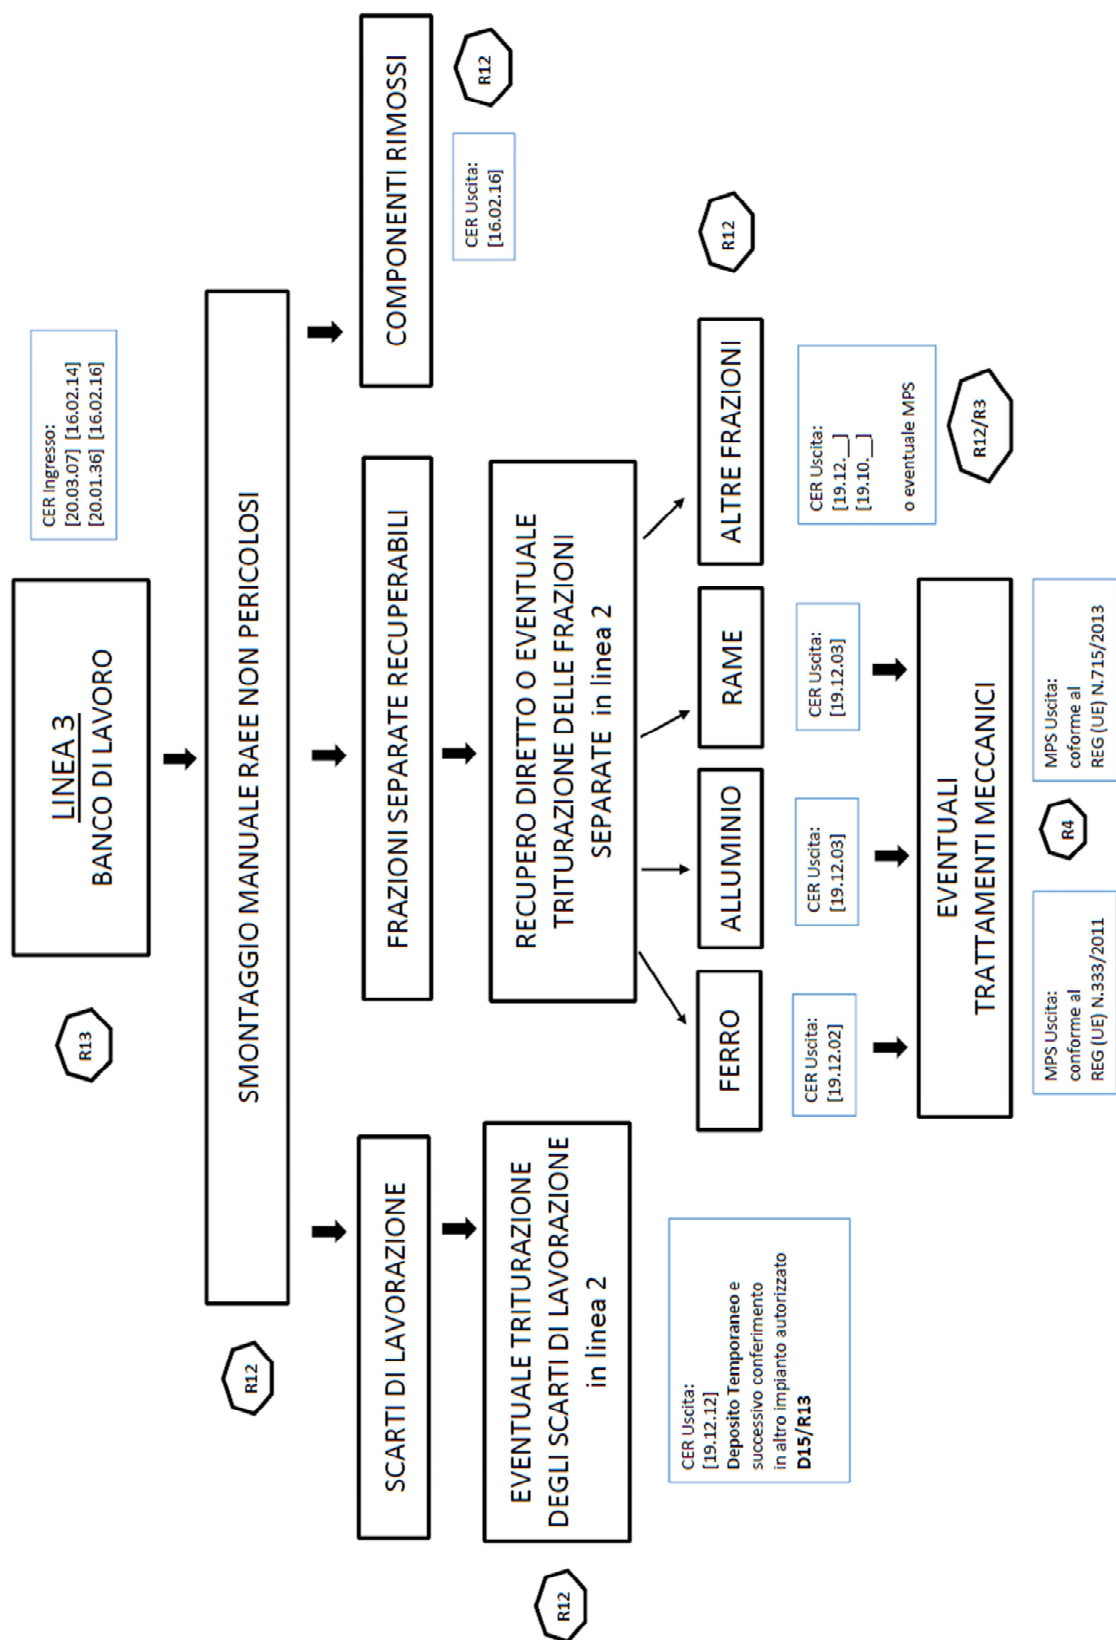 LINEA 3
BANCO DI LAVORO
R13
CER Ingresso:
[20.03.07] [16.02.14]
[20.01.36] [16.02.16]
R12
SMONTAGGIO MANUALE RAEE NON PERICOLOSI
SCARTI DI LAVORAZIONE
FRAZIONI SEPARATE RECUPERABILI
COMPONENTI RIMOSSI
R12
CER Uscita:
[16.02.16]
R12
EVENTUALE TRITURAZIONE
DEGLI SCARTI DI LAVORAZIONE
in linea 2
RECUPERO DIRETTO O EVENTUALE
TRITURAZIONE DELLE FRAZIONI
SEPARATE in linea 2
CER Uscita:
[19.12.12]
Deposito Temporaneo e
successivo conferimento
in altro impianto autorizzato
D15/R13
FERRO
ALLUMINIO
RAME
ALTRE FRAZIONI
R12
CER Uscita:
[19.12.02]
CER Uscita:
[19.12.03]
CER Uscita:
[19.12.03]
CER Uscita:
[19.12.__]
[19.10.__]
o eventuale MPS
R12/R3
EVENTUALI
TRATTAMENTI MECCANICI
MPS Uscita:
conforme al
REG (UE) N.333/2011
R4
MPS Uscita:
coforme al
REG (UE) N.715/2013